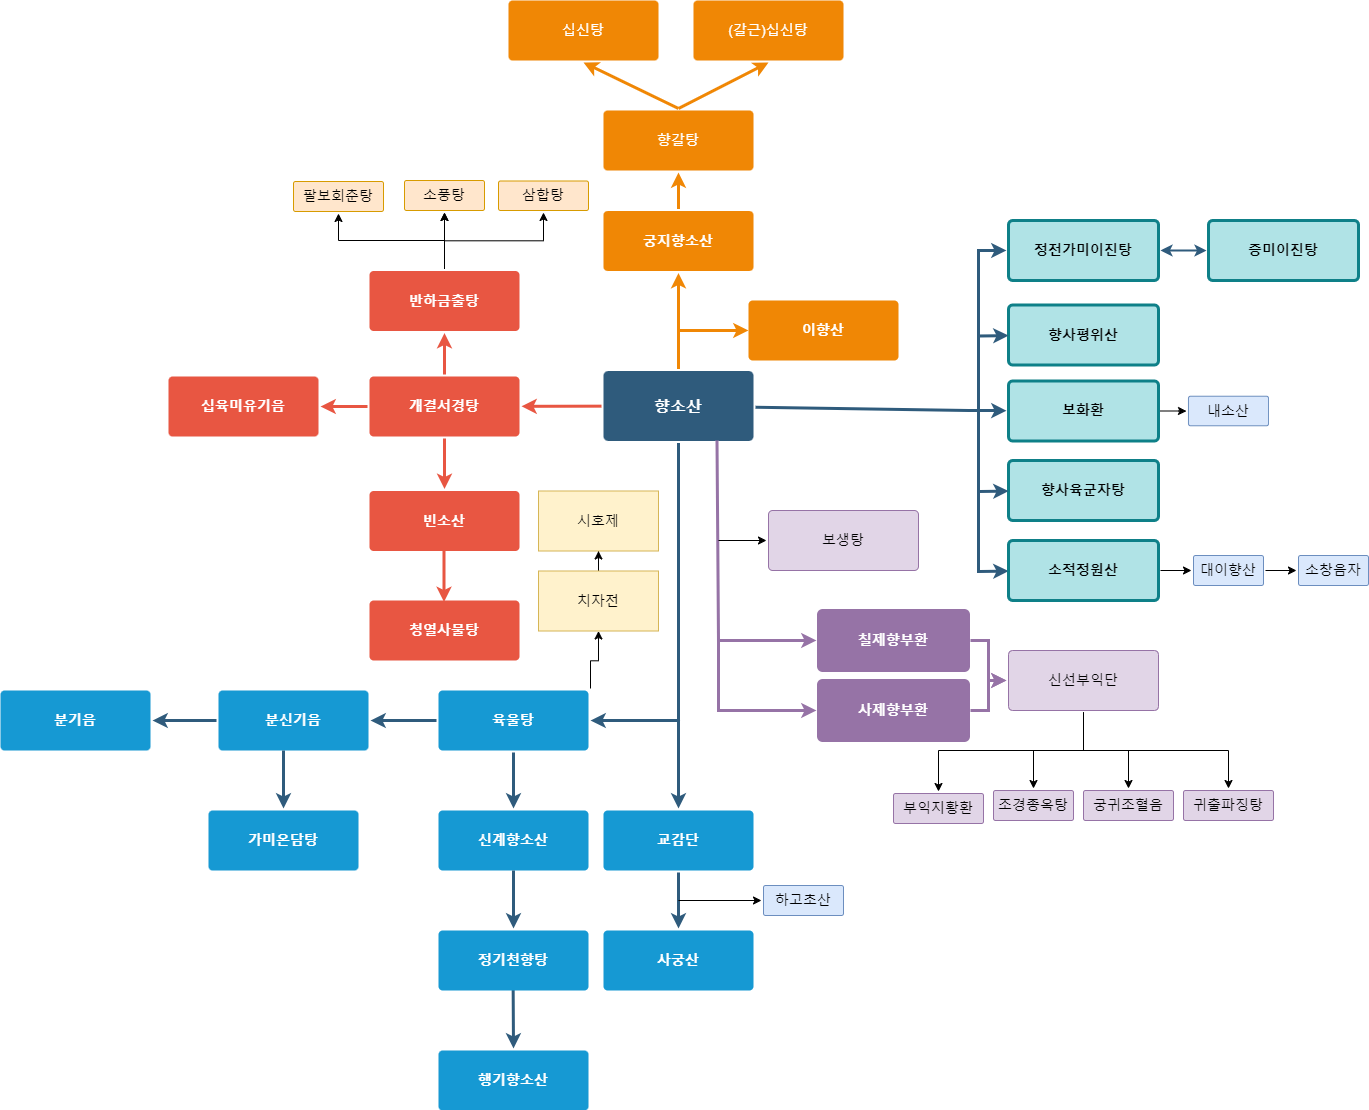 십신탕
(갈근)십신탕
향갈탕
팔보회준탕
소풍탕
삼합탕
궁지향소산
정전가미이진탕
증미이진탕
반하금출탕
이향산
향사평위산
십육미유기음
개결서경탕
향소산
보화환
내소산
향사육군자탕
빈소산
시호제
보생탕
소적정원산
대이향산
소창음자
치자전
청열사물탕
칠제향부환
신선부익단
사제향부환
분기음
분신기음
육울탕
부익지황환
조경종옥탕
궁귀조혈음
귀출파징탕
가미온담탕
신계향소산
교감단
하고초산
정기천향탕
사궁산
행기향소산